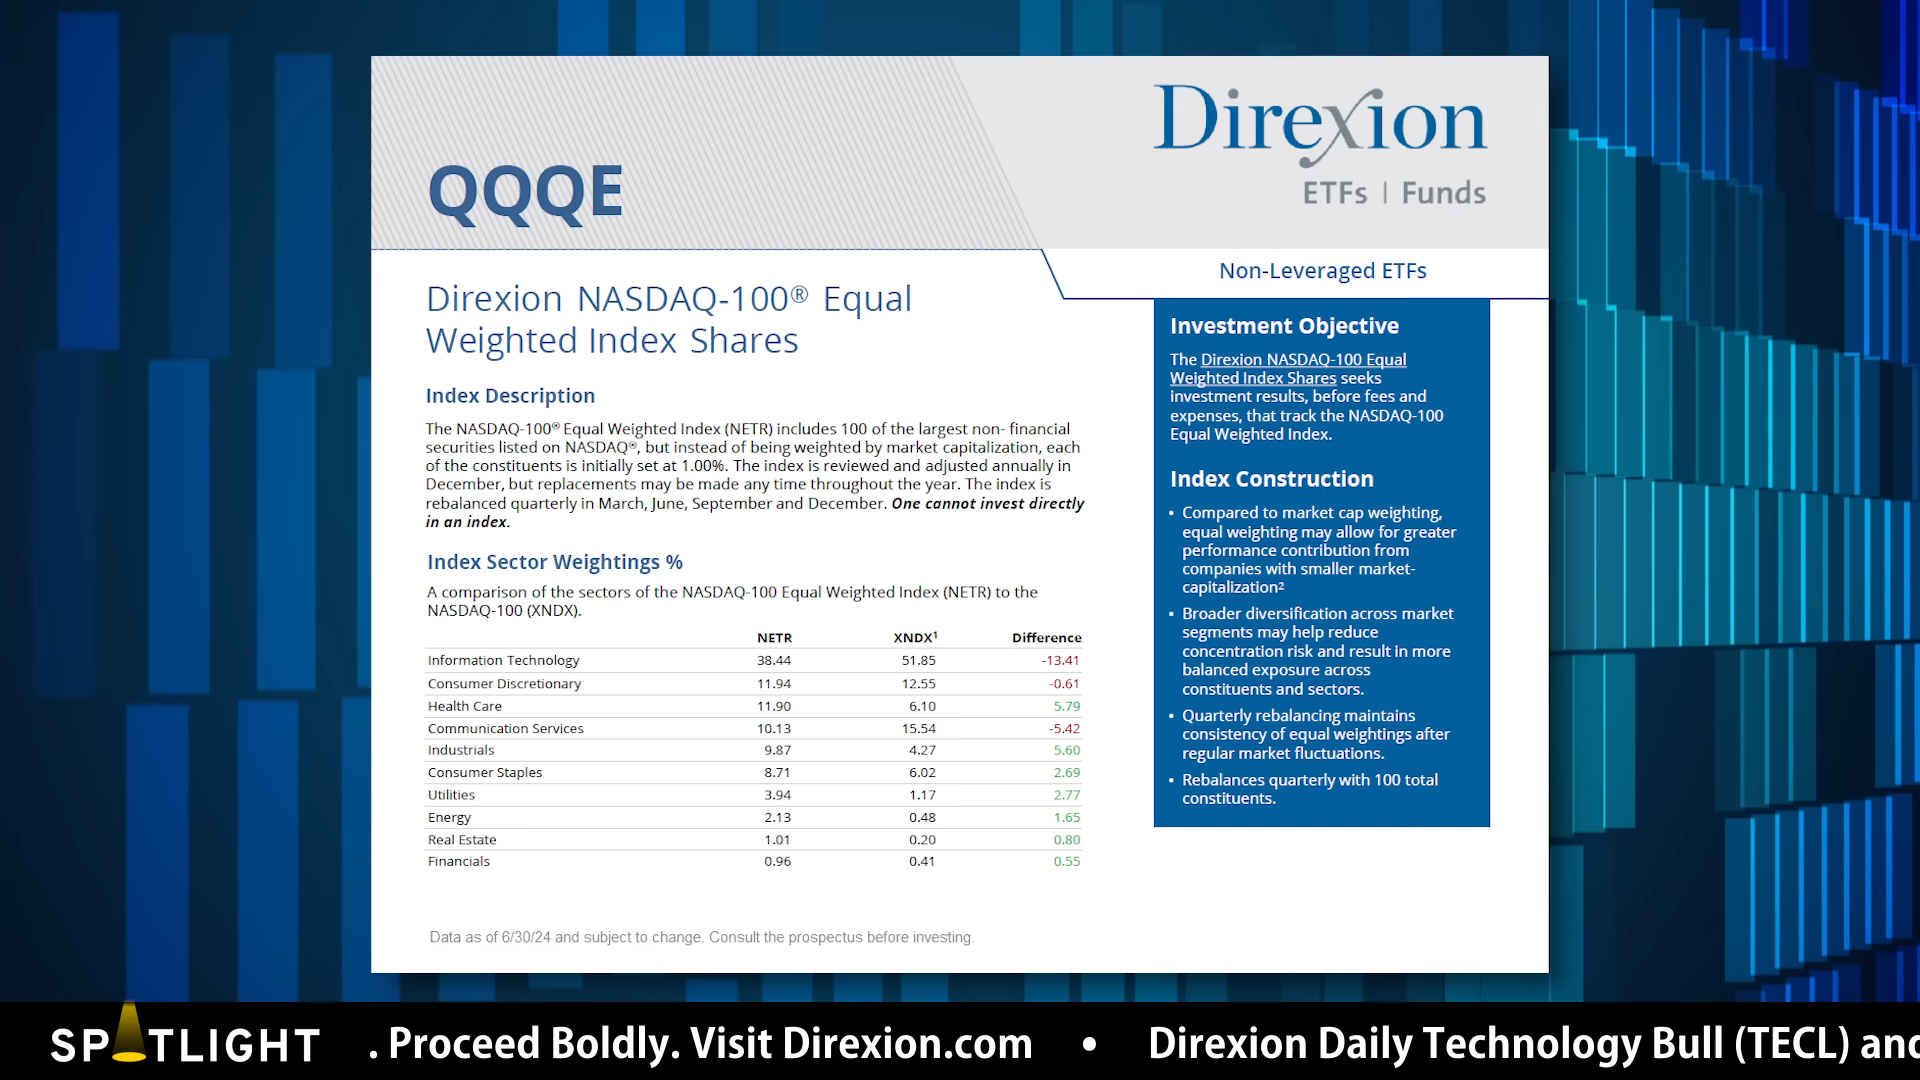 QQQE
Direxion
ETFs | Funds
Non-Leveraged ETFs
Direxion NASDAQ-100® Equal
Weighted Index Shares
Index Description
The NASDAQ-100® Equal Weighted Index (NETR) includes 100 of the largest non- financial
securities listed on NASDAQ®, but instead of being weighted by market capitalization, each
of the constituents is initially set at 1.00%. The index is reviewed and adjusted annually in
December, but replacements may be made any time throughout the year. The index is
rebalanced quarterly in March, June, September and December. One cannot invest directly
in an index.
Index Sector Weightings %
A comparison of the sectors of the NASDAQ-100 Equal Weighted Index (NETR) to the
NASDAQ-100 (XNDX).
NETR XNDX¹ Difference
Information Technology 38.44 51.85 -13.41
Consumer Discretionary 11.94 12.55 -0.61
Health Care 11.90 6.10 5.79
Communication Services 10.13 15.54 -5.42
Industrials 9.87 4.27 5.60
Consumer Staples 8.71 6.02 2.69
Utilities 3.94 1.17 2.77
Energy 2.13 0.48 1.65
Real Estate 1.01 0.20 0.80
Financials 0.96 0.41 0.55
Data as of 6/30/24 and subject to change. Consult the prospectus before investing.
Investment Objective
The Direxion NASDAQ-100 Equal
Weighted Index Shares seeks
investment results, before fees and
expenses, that track the NASDAQ-100
Equal Weighted Index.
Index Construction
• Compared to market cap weighting,
equal weighting may allow for greater
performance contribution from
companies with smaller market-
capitalization²
• Broader diversification across market
segments may help reduce
concentration risk and result in more
balanced exposure across
constituents and sectors.
• Quarterly rebalancing maintains
consistency of equal weightings after
regular market fluctuations.
• Rebalances quarterly with 100 total
constituents.
SPOTLIGHT
. Proceed Boldly. Visit Direxion.com • Direxion Daily Technology Bull (TECL) and